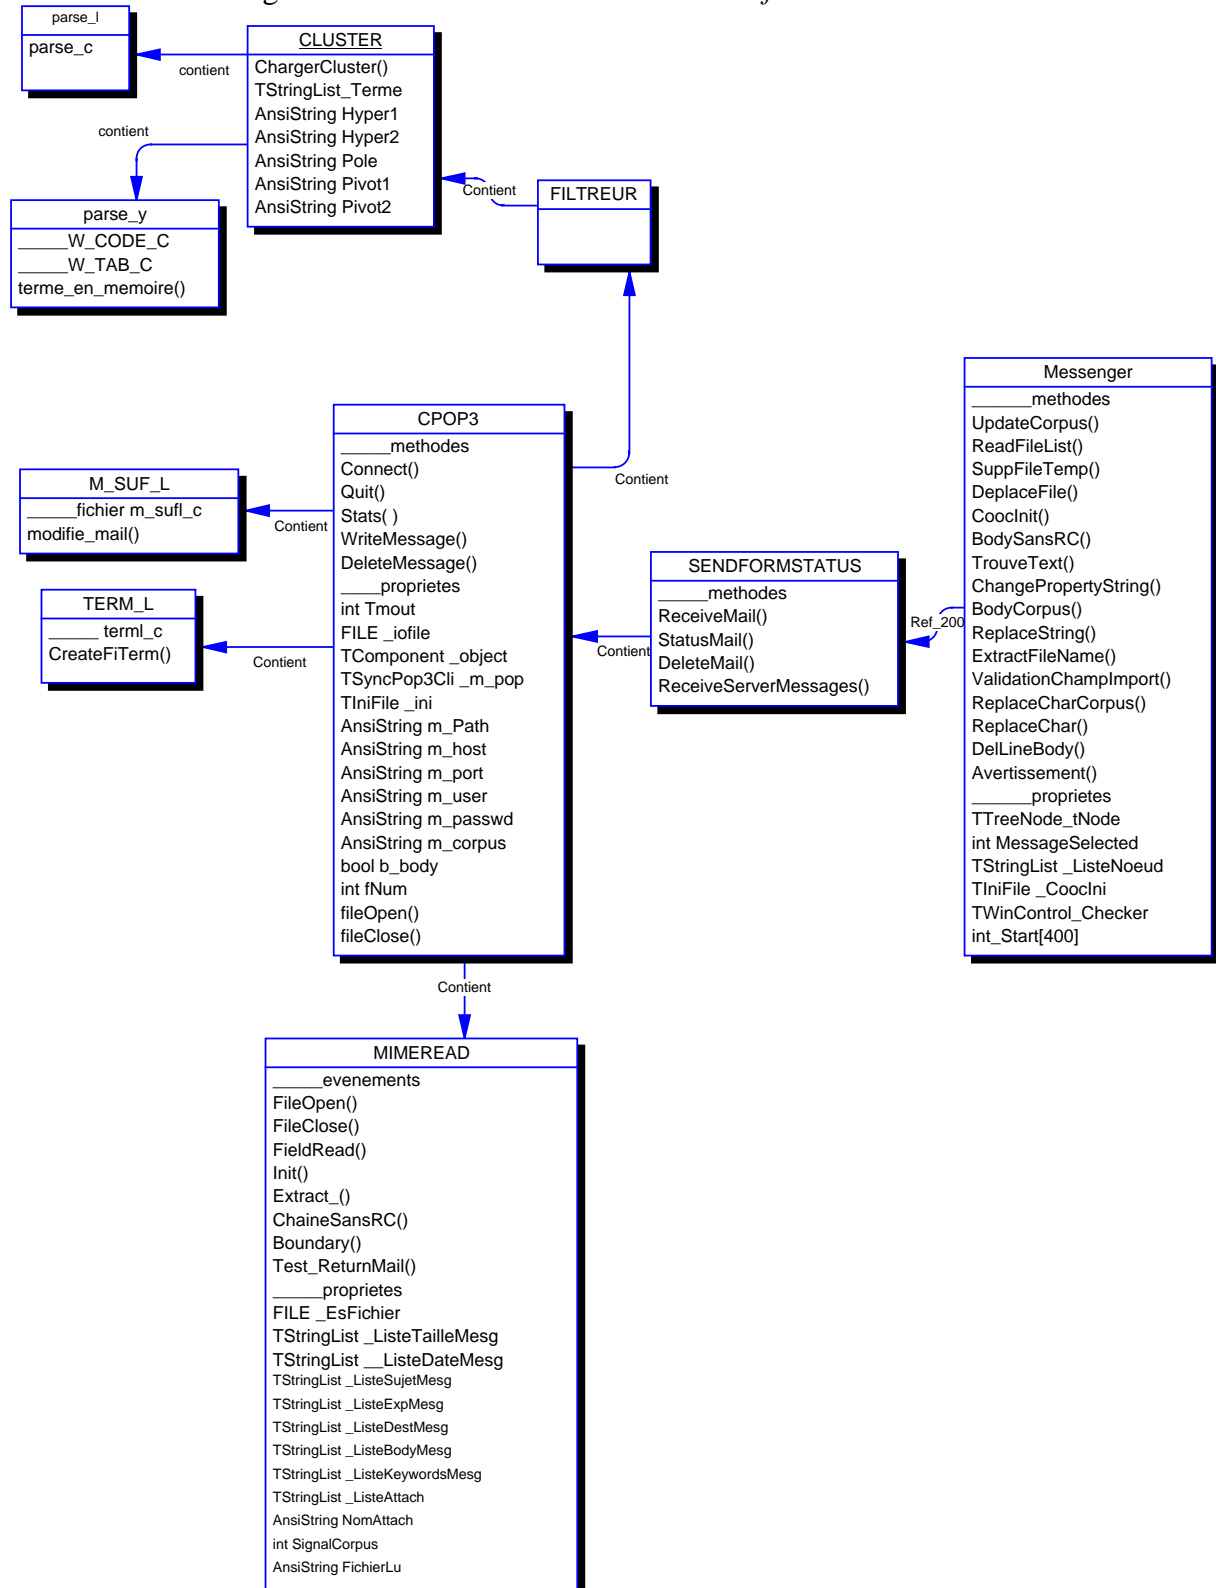 parse_l
parse_c
contient
CLUSTER
ChargerCluster()
TStringList_Terme
AnsiString Hyper1
AnsiString Hyper2
AnsiString Pole
AnsiString Pivot1
AnsiString Pivot2
contient
parse_y
_____W_CODE_C
_____W_TAB_C
terme_en_memoire()
Contient
FILTREUR
Contient
CPOP3
_____methodes
Connect()
Quit()
Stats( )
WriteMessage()
DeleteMessage()
____proprietes
int Tmout
FILE _iofile
TComponent _object
TSyncPop3Cli _m_pop
TIniFile _ini
AnsiString m_Path
AnsiString m_host
AnsiString m_port
AnsiString m_user
AnsiString m_passwd
AnsiString m_corpus
bool b_body
int fNum
fileOpen()
fileClose()
M_SUF_L
_____fichier m_sufl_c
modifie_mail()
Contient
TERM_L
_____ terml_c
CreateFiTerm()
Contient
SENDFORMSTATUS
_____methodes
ReceiveMail()
StatusMail()
DeleteMail()
ReceiveServerMessages()
Contient
Ref_200
Messenger
______methodes
UpdateCorpus()
ReadFileList()
SuppFileTemp()
DeplaceFile()
CoocInit()
BodySansRC()
TrouveText()
ChangePropertyString()
BodyCorpus()
ReplaceString()
ExtractFileName()
ValidationChampImport()
ReplaceCharCorpus()
ReplaceChar()
DelLineBody()
Avertissement()
______proprietes
TTreeNode_tNode
int MessageSelected
TStringList _ListeNoeud
TIniFile _CoocIni
TWinControl_Checker
int_Start[400]
Contient
MIMEREAD
_____evenements
FileOpen()
FileClose()
FieldRead()
Init()
Extract_()
ChaineSansRC()
Boundary()
Test_ReturnMail()
_____proprietes
FILE _EsFichier
TStringList _ListeTailleMesg
TStringList __ListeDateMesg
TStringList _ListeSujetMesg
TStringList _ListeExpMesg
TStringList _ListeDestMesg
TStringList _ListeBodyMesg
TStringList _ListeKeywordsMesg
TStringList _ListeAttach
AnsiString NomAttach
int SignalCorpus
AnsiString FichierLu